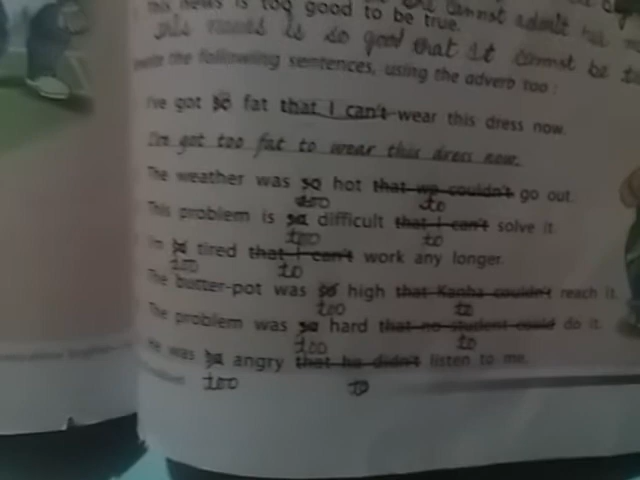 this news is too good to be true.
This news is so good that it cannot be
the following sentences, using the adverb too :
I've got so fat that I can't wear this dress now.
I've got too fat to wear this dress now.
The weather was so hot that we couldn't go out.
too to
This problem is so difficult that I can't solve it.
too to
I'm so tired that I can't work any longer.
too to
The butter-pot was so high that Kanha couldn't reach it.
too to
The problem was so hard that no student could do it.
too to
He was so angry that he didn't listen to me.
too to